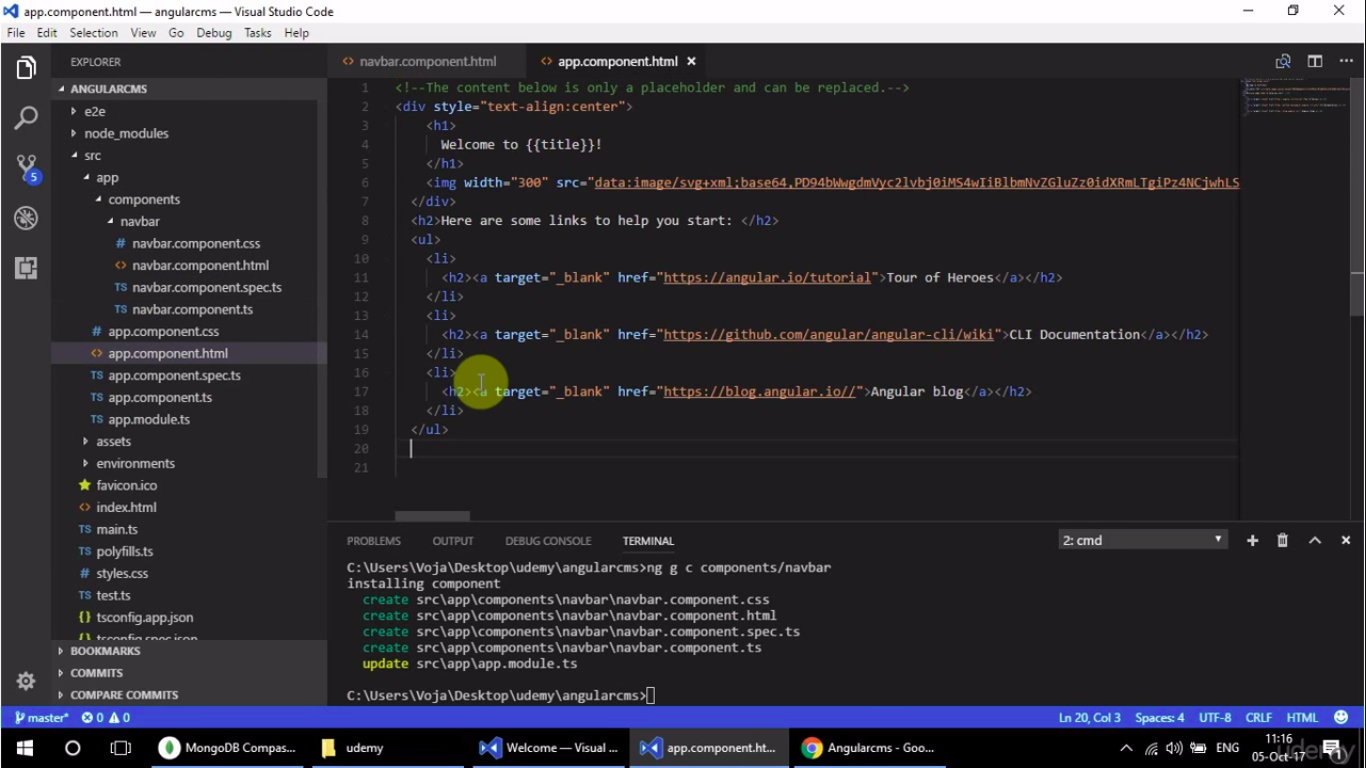 app.component.html — angularcms — Visual Studio Code
File Edit Selection View Go Debug Tasks Help
EXPLORER
ANGULARCMS
e2e
node_modules
src
app
components
navbar
# navbar.component.css
<> navbar.component.html
TS navbar.component.spec.ts
TS navbar.component.ts
# app.component.css
<> app.component.html
TS app.component.spec.ts
TS app.component.ts
TS app.module.ts
assets
environments
favicon.ico
<> index.html
TS main.ts
TS polyfills.ts
TS styles.css
TS test.ts
{} tsconfig.app.json
{} tsconfig.spec.json
BOOKMARKS
COMMITS
COMPARE COMMITS
5
<> navbar.component.html <> app.component.html
1 <!--The content below is only a placeholder and can be replaced.-->
2 <div style="text-align:center">
3 <h1>
4 Welcome to {{title}}!
5 </h1>
6 <img width="300" src="data:image/svg+xml;base64,PD94bWwgdmVyc2lvbj0iMS4wIiBlbmNvZGluZz0idXRmLTgiPz4NCjwhLS
7 </div>
8 <h2>Here are some links to help you start: </h2>
9 <ul>
10 <li>
11 <h2><a target="_blank" href="https://angular.io/tutorial">Tour of Heroes</a></h2>
12 </li>
13 <li>
14 <h2><a target="_blank" href="https://github.com/angular/angular-cli/wiki">CLI Documentation</a></h2>
15 </li>
16 <li>
17 <h2><a target="_blank" href="https://blog.angular.io//">Angular blog</a></h2>
18 </li>
19 </ul>
20
21
PROBLEMS OUTPUT DEBUG CONSOLE TERMINAL 2: cmd
C:\Users\Voja\Desktop\udemy\angularcms>ng g c components/navbar
installing component
create src\app\components\navbar\navbar.component.css
create src\app\components\navbar\navbar.component.html
create src\app\components\navbar\navbar.component.spec.ts
create src\app\components\navbar\navbar.component.ts
update src\app\app.module.ts
C:\Users\Voja\Desktop\udemy\angularcms>
master* 0 0 Ln 20, Col 3 Spaces: 4 UTF-8 CRLF HTML
MongoDB Compas... udemy Welcome — Visual ... app.component.ht... Angularcms - Goo... ENG 11:16
05-Oct-17 1
udemy